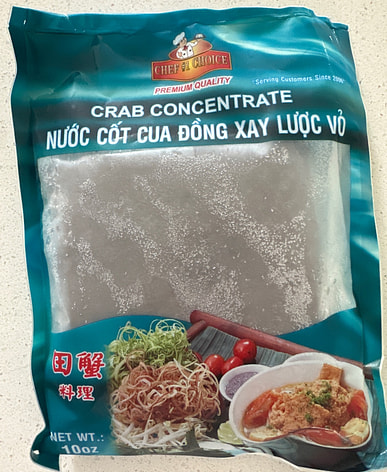 CHEF'S CHOICE
PREMIUM QUALITY
Serving Customers Since
CRAB CONCENTRATE
NƯỚC CỐT CUA ĐỒNG XAY LƯỢC VỎ
田蟹
料理
NET WT.:
10oz